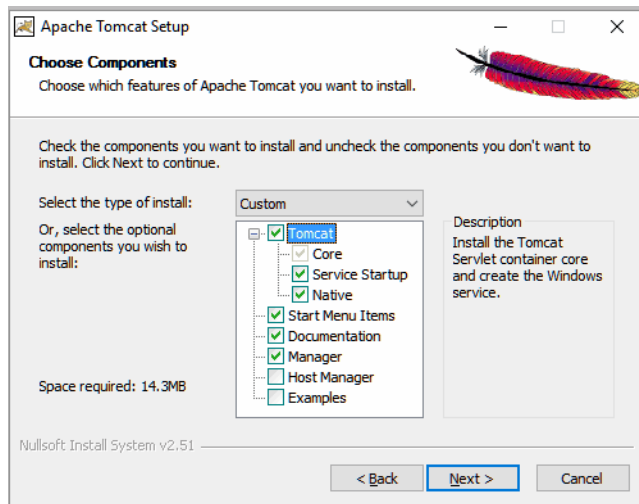 Apache Tomcat Setup
Choose Components
Choose which features of Apache Tomcat you want to install.
Check the components you want to install and uncheck the components you don't want to
install. Click Next to continue.
Select the type of install:
Custom
Or, select the optional
components you wish to
install:
Tomcat
Core
Service Startup
Native
Start Menu Items
Documentation
Manager
Host Manager
Examples
Description
Install the Tomcat
Servlet container core
and create the Windows
service.
Space required: 14.3MB
Nullsoft Install System v2.51
< Back
Next >
Cancel